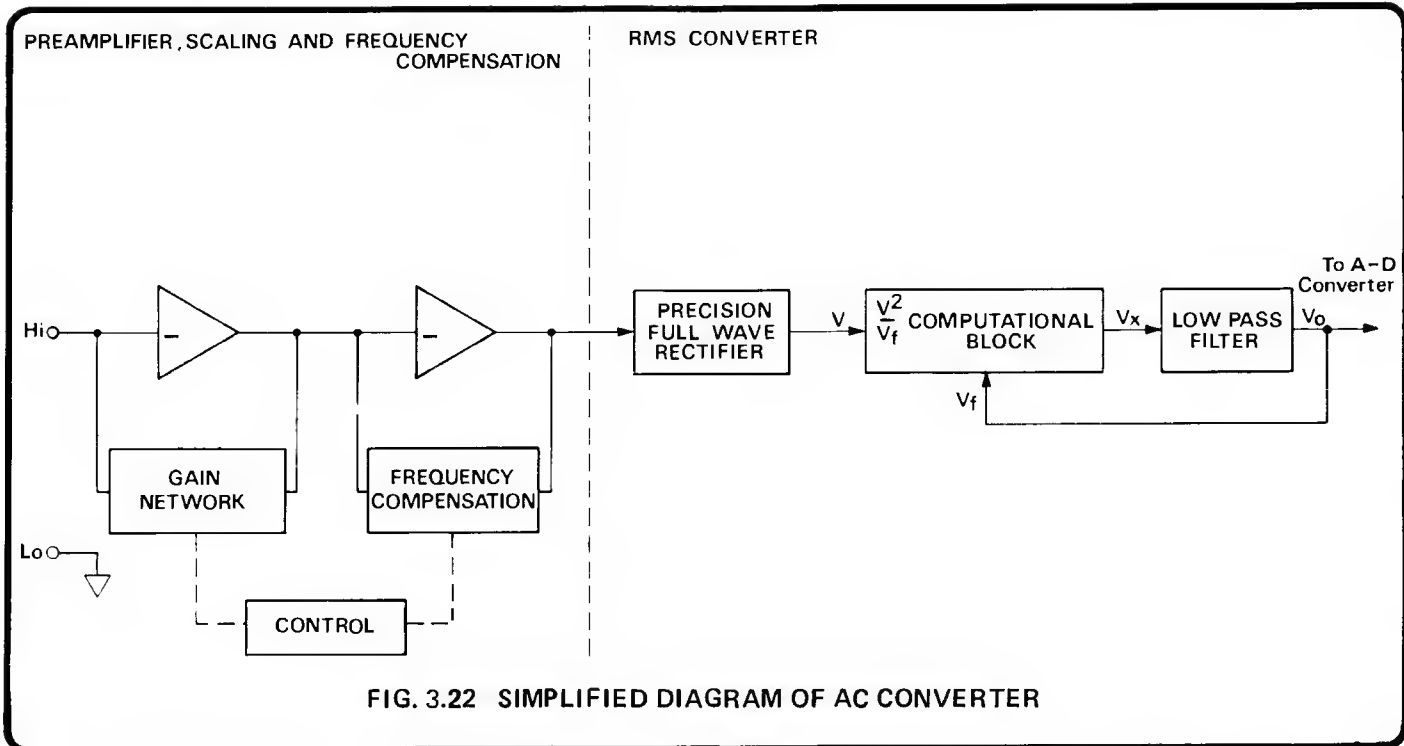 PREAMPLIFIER, SCALING AND FREQUENCY
COMPENSATION
RMS CONVERTER
Hi
−
−
PRECISION
FULL WAVE
RECTIFIER
V
V²
Vf
COMPUTATIONAL
BLOCK
Vx
LOW PASS
FILTER
Vo
To A-D
Converter
Vf
GAIN
NETWORK
FREQUENCY
COMPENSATION
Lo
CONTROL
FIG. 3.22 SIMPLIFIED DIAGRAM OF AC CONVERTER